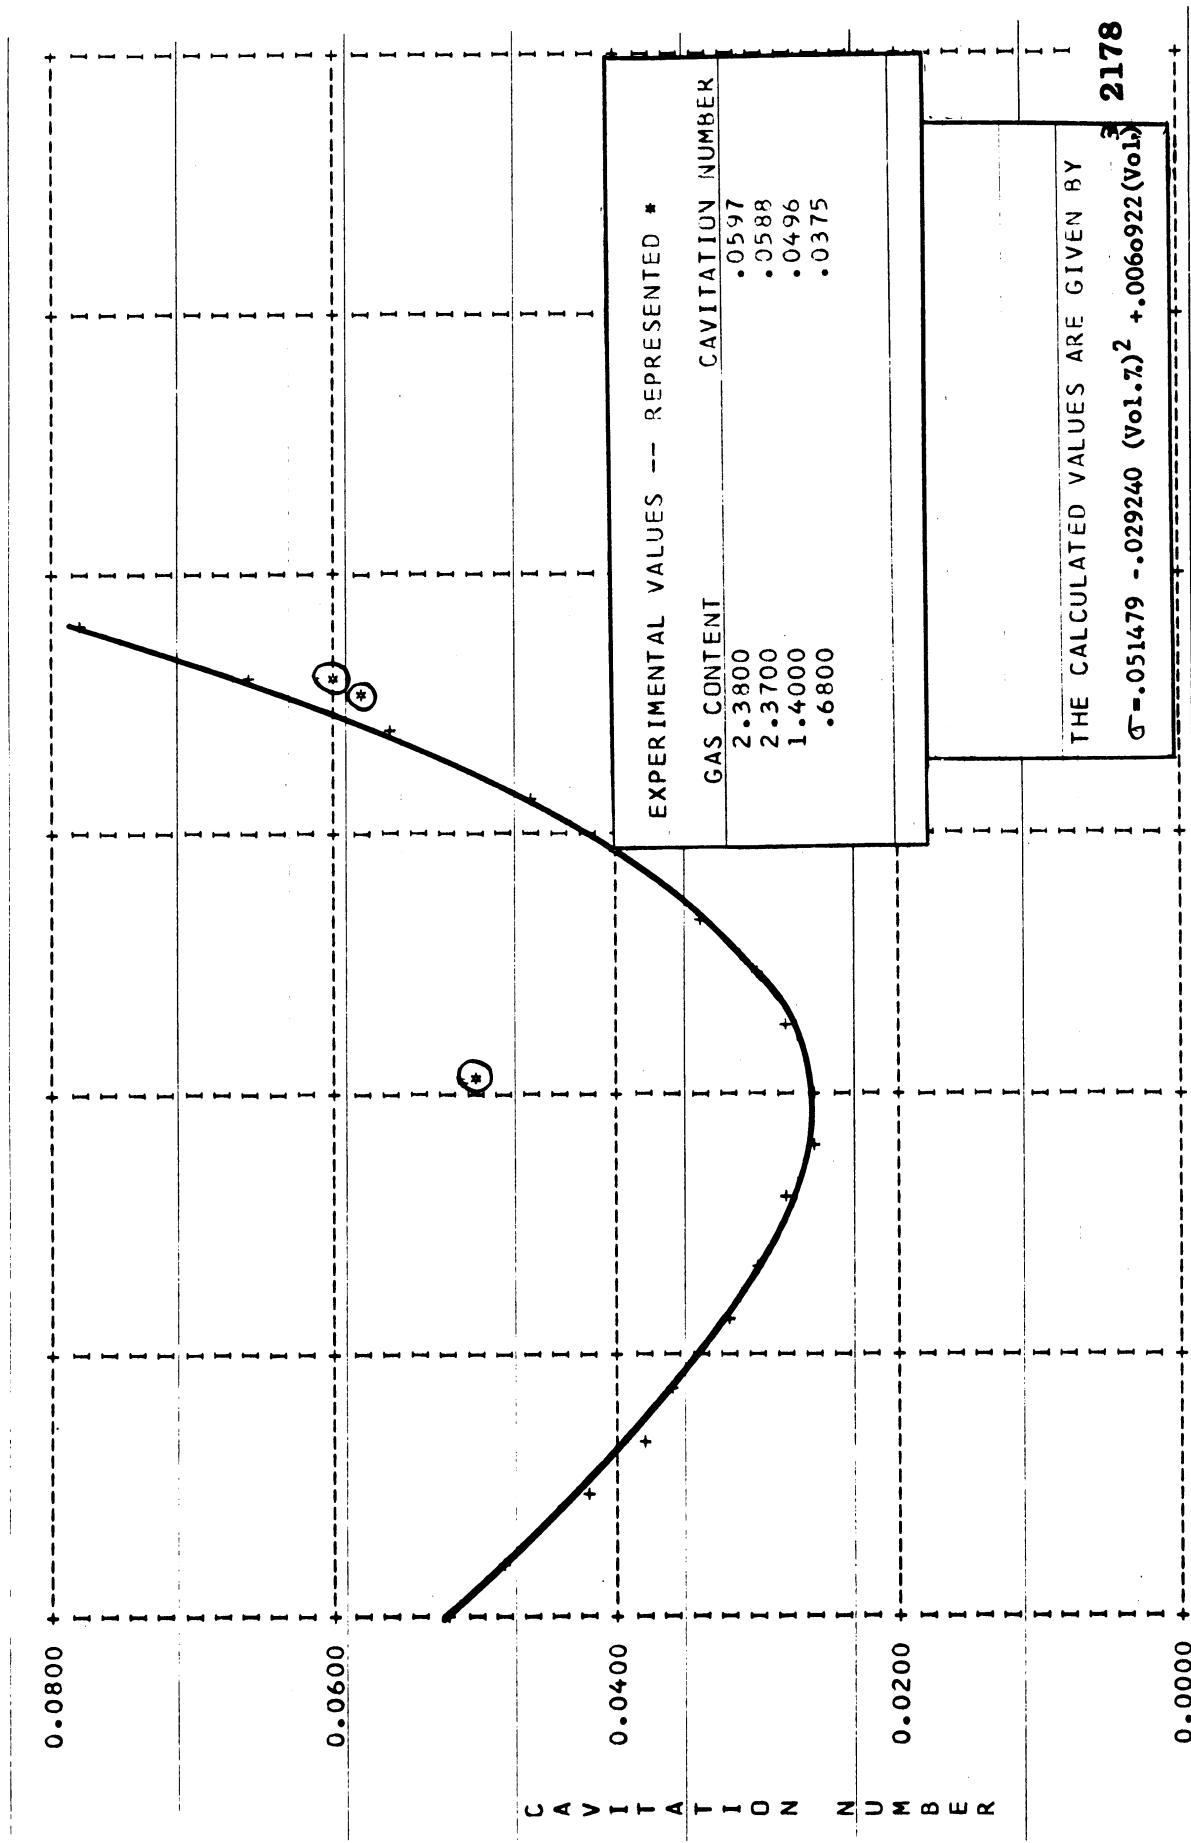 0.0800
0.0600
0.0400
0.0200
0.0000
CAVITATION NUMBER
EXPERIMENTAL VALUES -- REPRESENTED *
GAS CONTENT CAVITATION NUMBER
2.3800 .0597
2.3700 .0588
1.4000 .0496
.6800 .0375
THE CALCULATED VALUES ARE GIVEN BY
σ=.051479 -.029240 (Vol.%)² +.0060922(Vol)³
2178